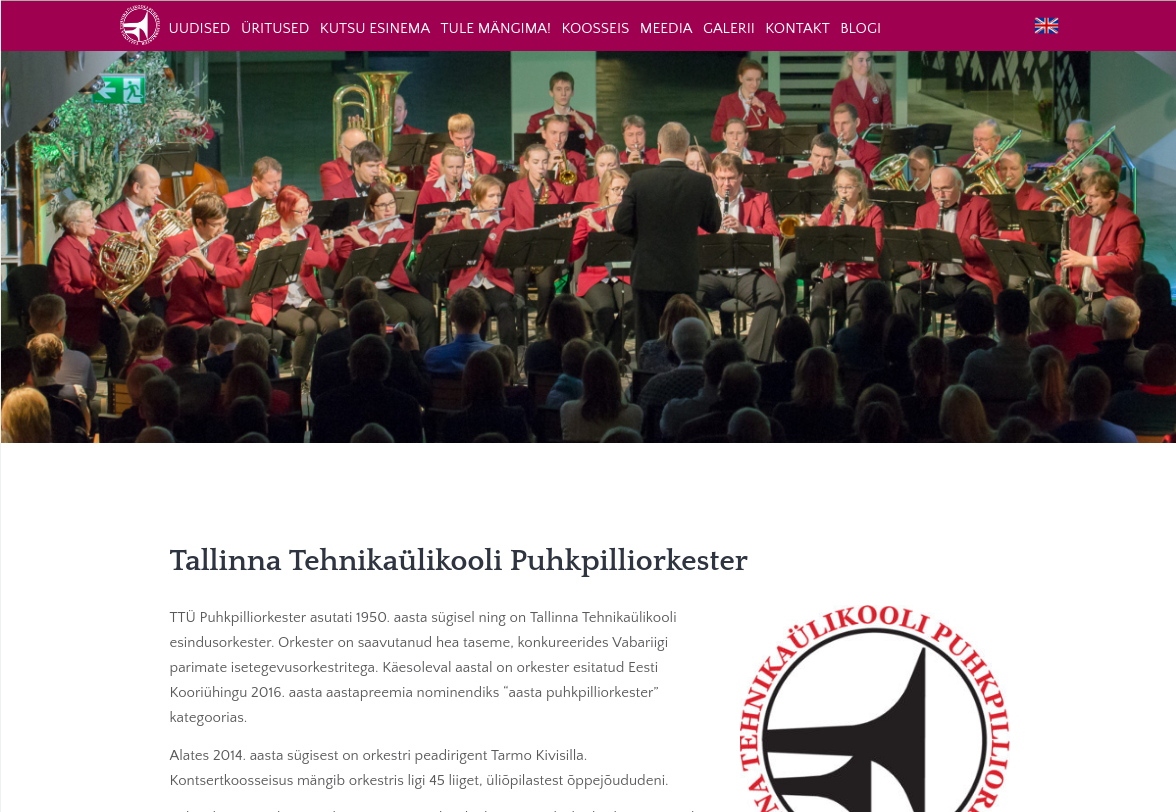 UUDISED ÜRITUSED KUTSU ESINEMA TULE MÄNGIMA! KOOSSEIS MEEDIA GALERII KONTAKT BLOGI
Tallinna Tehnikaülikooli Puhkpilliorkester
TTÜ Puhkpilliorkester asutati 1950. aasta sügisel ning on Tallinna Tehnikaülikooli
esindusorkester. Orkester on saavutanud hea taseme, konkureerides Vabariigi
parimate isetegevusorkestritega. Käesoleval aastal on orkester esitatud Eesti
Kooriühingu 2016. aasta aastapreemia nominendiks “aasta puhkpilliorkester”
kategoorias.
Alates 2014. aasta sügisest on orkestri peadirigent Tarmo Kivisilla.
Kontsertkoosseisus mängib orkestris ligi 45 liiget, üliõpilastest õppejõududeni.
TEHNIKAÜLIKOOLI